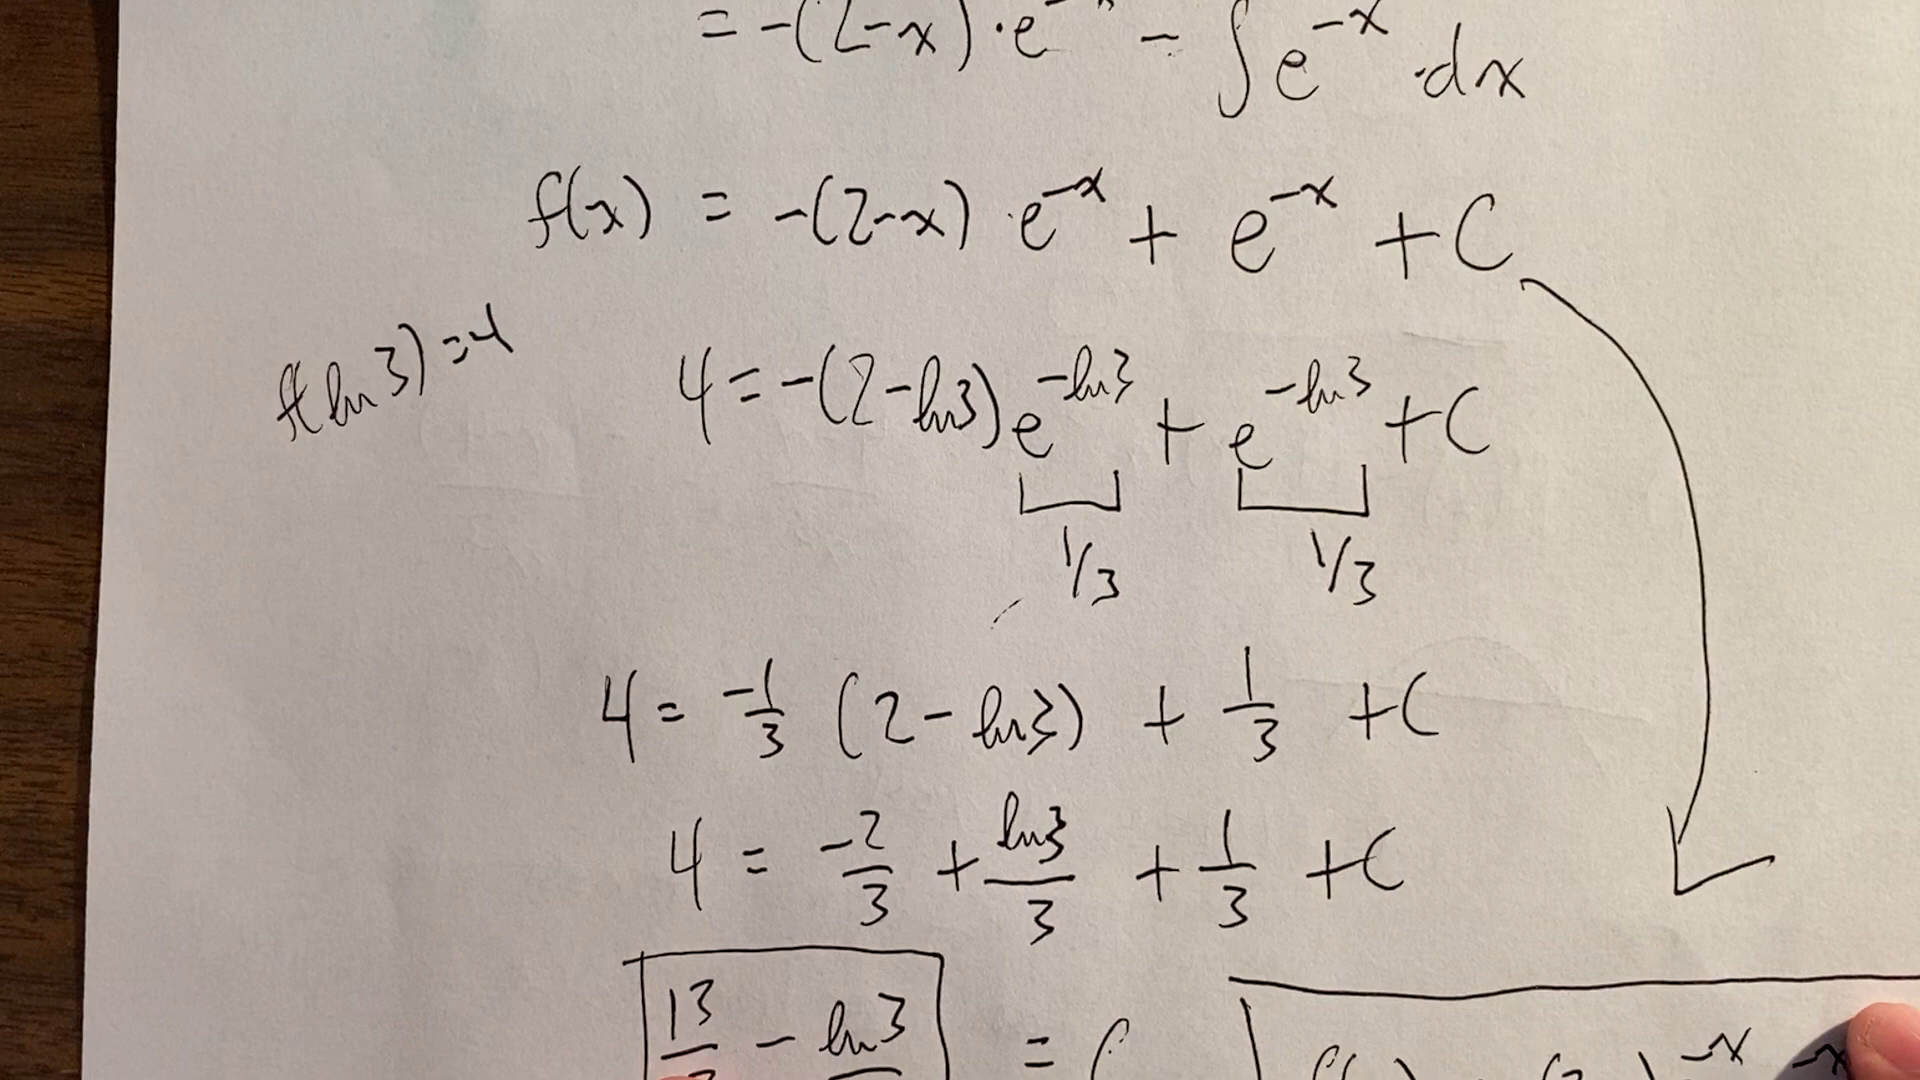 = -(2-x)·e^-x - ∫e^-x·dx
f(x) = -(2-x)·e^-x + e^-x + C
f(ln3)=4
4 = -(2-ln3)e^-ln3 + e^-ln3 + C
1/3 1/3
4 = -1/3 (2-ln3) + 1/3 + C
4 = -2/3 + ln3/3 + 1/3 + C
13 - ln3 = C